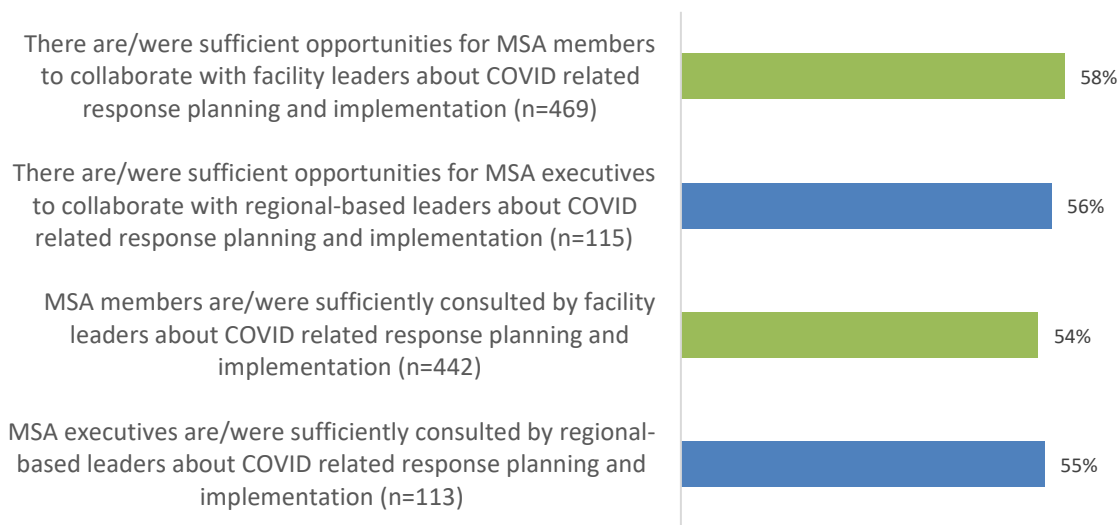 There are/were sufficient opportunities for MSA members
to collaborate with facility leaders about COVID related
response planning and implementation (n=469)
58%
There are/were sufficient opportunities for MSA executives
to collaborate with regional-based leaders about COVID
related response planning and implementation (n=115)
56%
MSA members are/were sufficiently consulted by facility
leaders about COVID related response planning and
implementation (n=442)
54%
MSA executives are/were sufficiently consulted by regional-
based leaders about COVID related response planning and
implementation (n=113)
55%